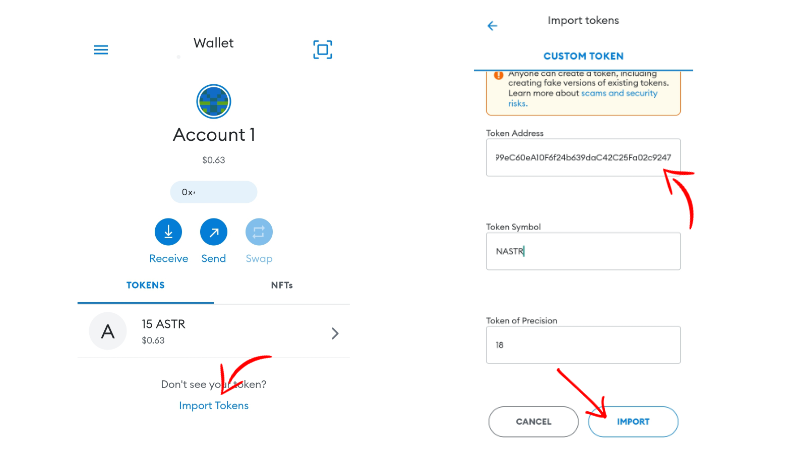 Wallet
Account 1
$0.63
0x·
Receive
Send
Swap
TOKENS
NFTs
A
15 ASTR
$0.63
Don't see your token?
Import Tokens
Import tokens
CUSTOM TOKEN
Anyone can create a token, including
creating fake versions of existing tokens.
Learn more about scams and security
risks.
Token Address
99eC60eA10F6f24b639daC42C25Fa02c9247
Token Symbol
NASTR
Token of Precision
18
CANCEL
IMPORT